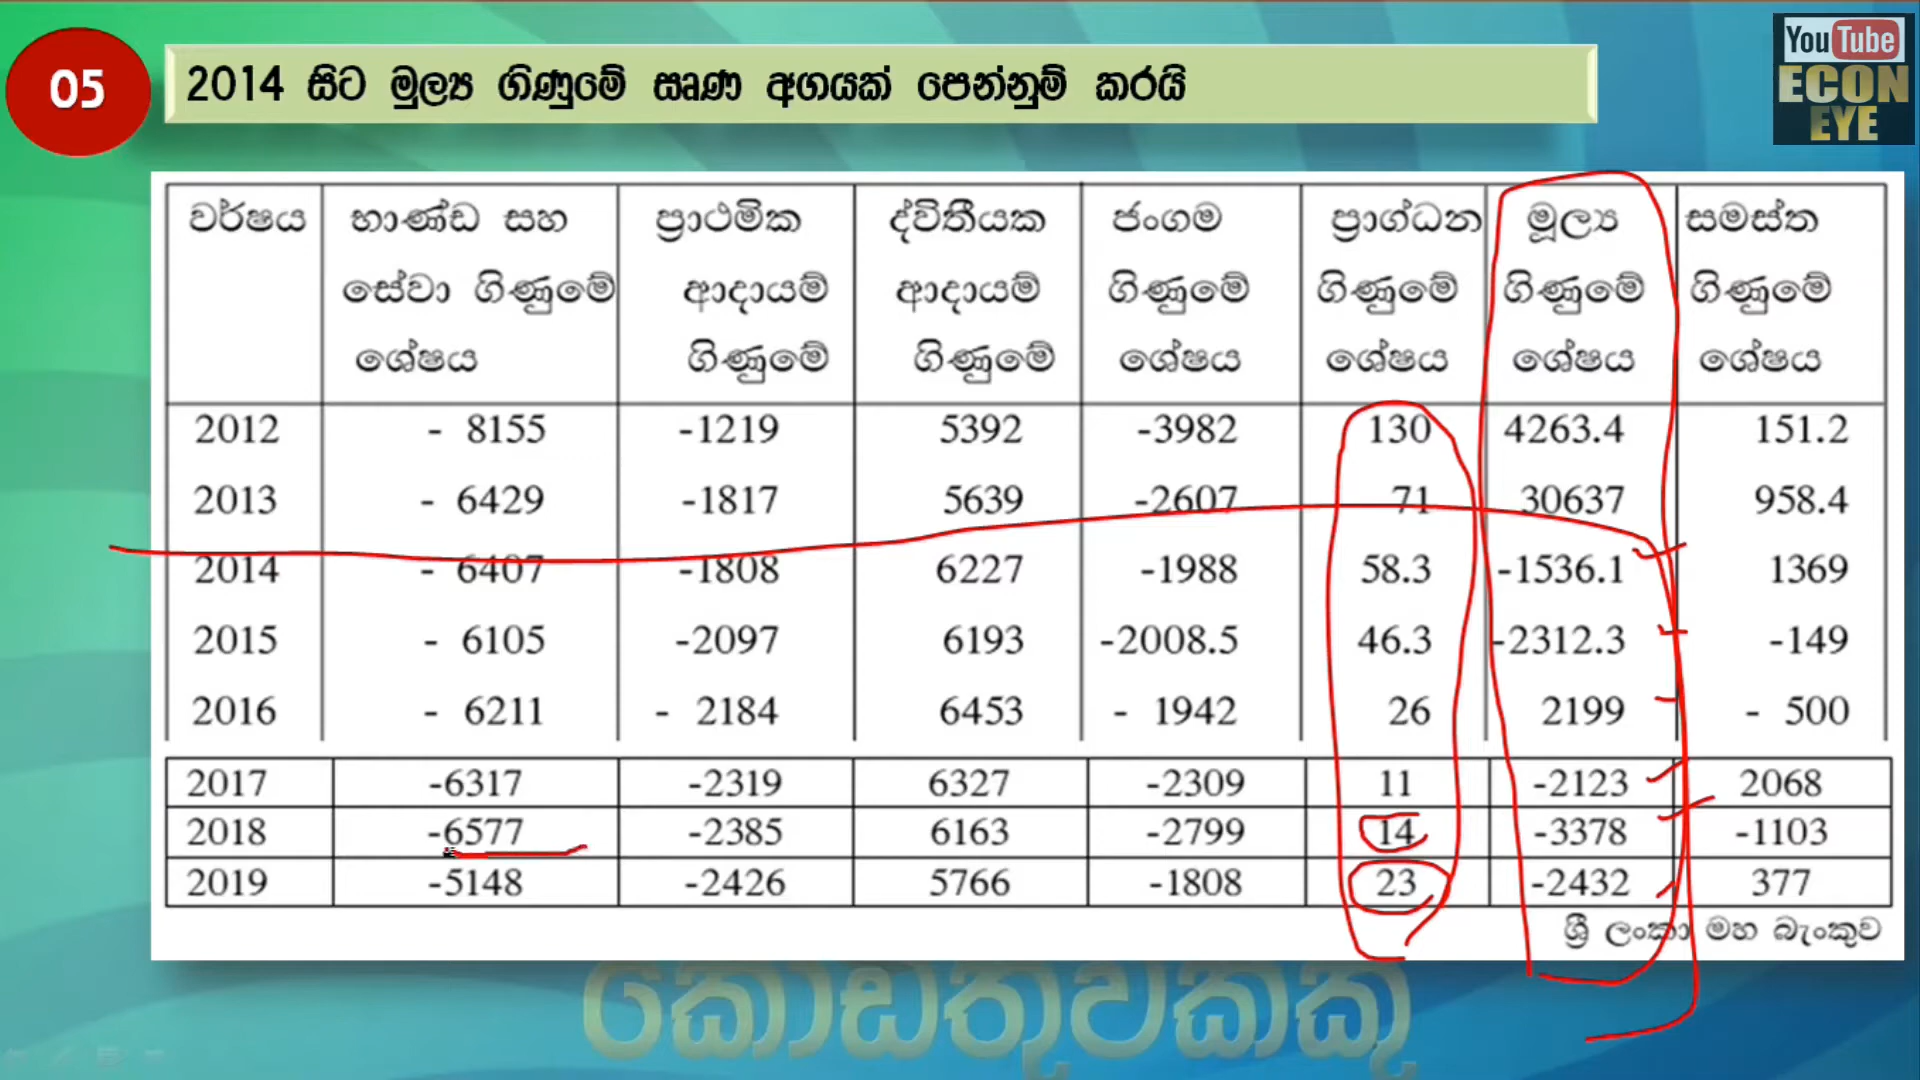 05
2014 සිට මුල්‍ය ගිණුමේ සෘණ අගයක් පෙන්නුම් කරයි
You Tube
ECON
EYE
වර්ෂය භාණ්ඩ සහ ප්‍රාථමික ද්විතීයක ජංගම ප්‍රාග්ධන මූල්‍ය සමස්ත
සේවා ගිණුමේ ආදායම් ආදායම් ගිණුමේ ගිණුමේ ගිණුමේ ගිණුමේ
ශේෂය ගිණුමේ ගිණුමේ ශේෂය ශේෂය ශේෂය ශේෂය
2012 - 8155 -1219 5392 -3982 130 4263.4 151.2
2013 - 6429 -1817 5639 -2607 71 30637 958.4
2014 - 6407 -1808 6227 -1988 58.3 -1536.1 1369
2015 - 6105 -2097 6193 -2008.5 46.3 -2312.3 -149
2016 - 6211 - 2184 6453 - 1942 26 2199 - 500
2017 -6317 -2319 6327 -2309 11 -2123 2068
2018 -6577 -2385 6163 -2799 14 -3378 -1103
2019 -5148 -2426 5766 -1808 23 -2432 377
ශ්‍රී ලංකා මහ බැංකුව